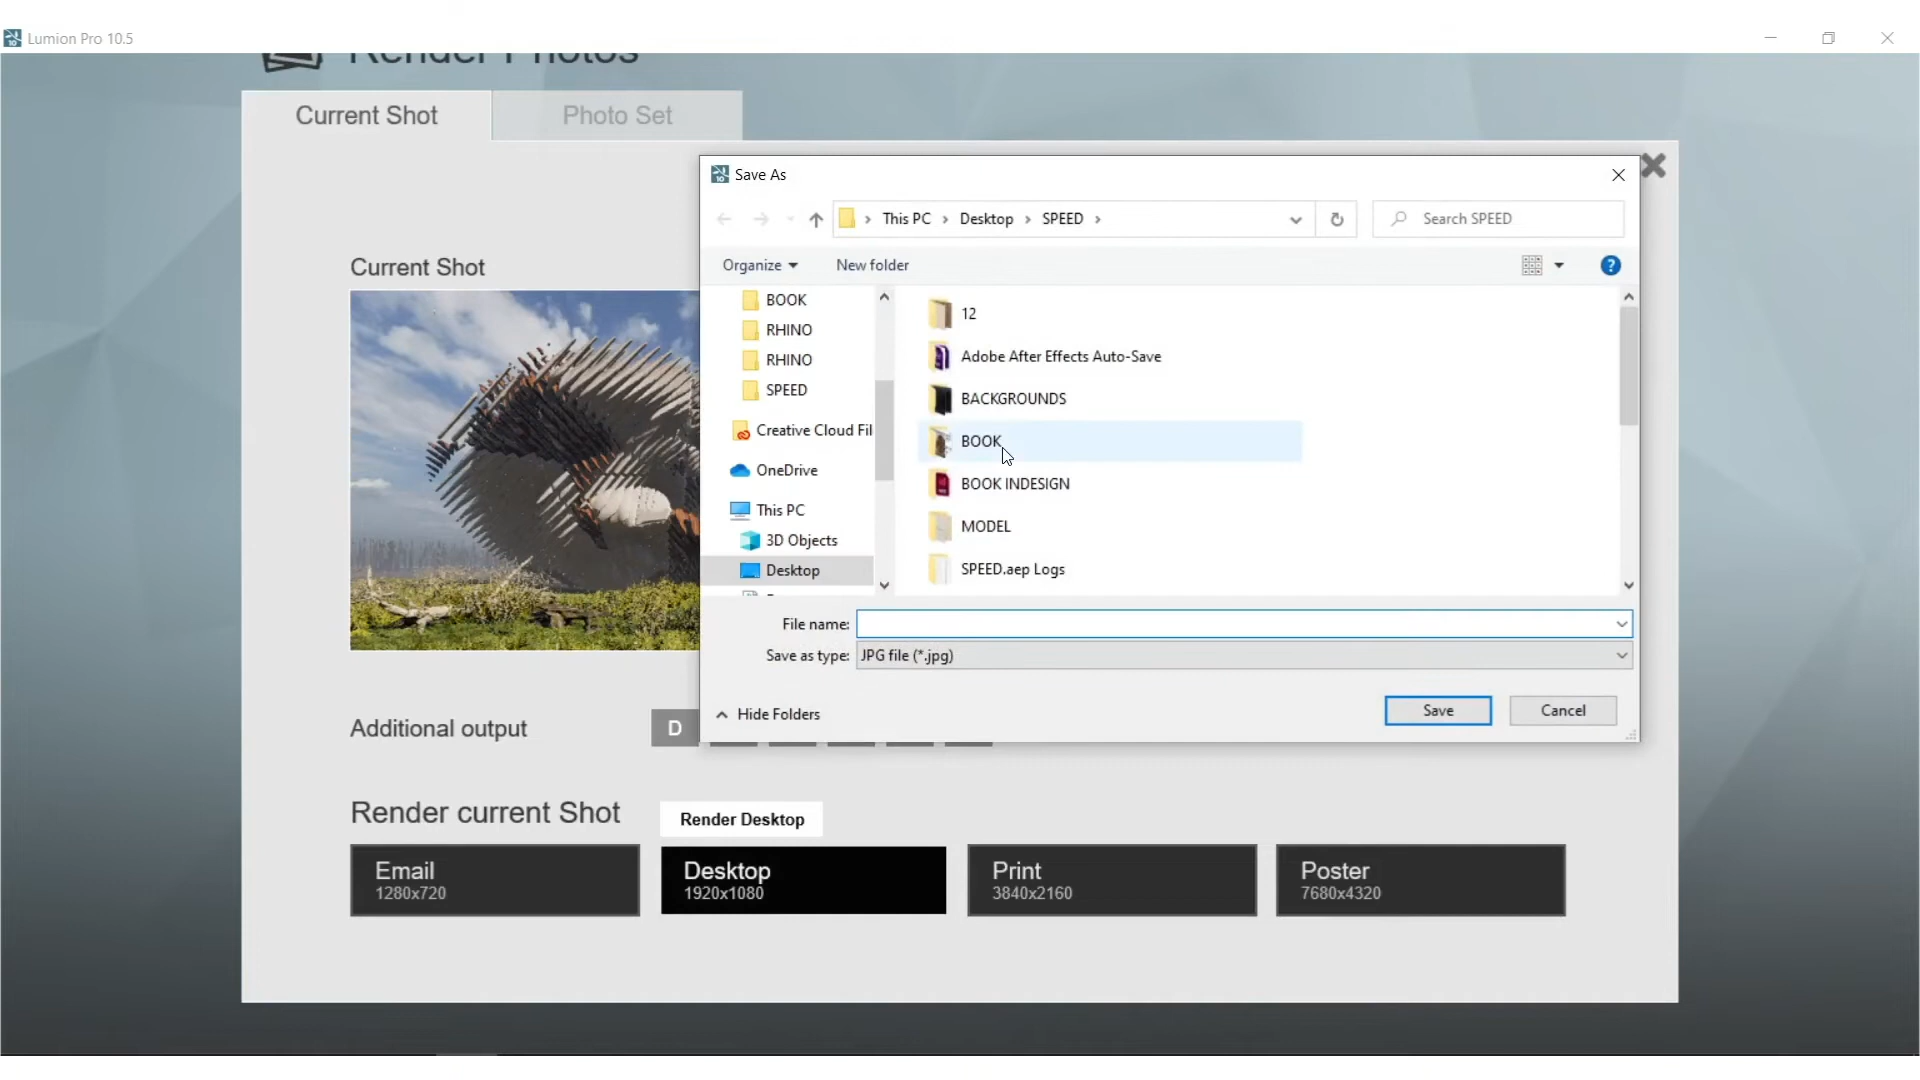 Lumion Pro 10.5
Render Photos
Current Shot
Photo Set
Save As
This PC
Desktop
SPEED
Search SPEED
Organize
New folder
?
Current Shot
BOOK
RHINO
RHINO
SPEED
Creative Cloud Fil
OneDrive
This PC
3D Objects
Desktop
12
Adobe After Effects Auto-Save
BACKGROUNDS
BOOK
BOOK INDESIGN
MODEL
SPEED.aep Logs
File name:
Save as type: JPG file (*.jpg)
Hide Folders
Save
Cancel
Additional output
D
Render current Shot
Render Desktop
Email
1280x720
Desktop
1920x1080
Print
3840x2160
Poster
7680x4320